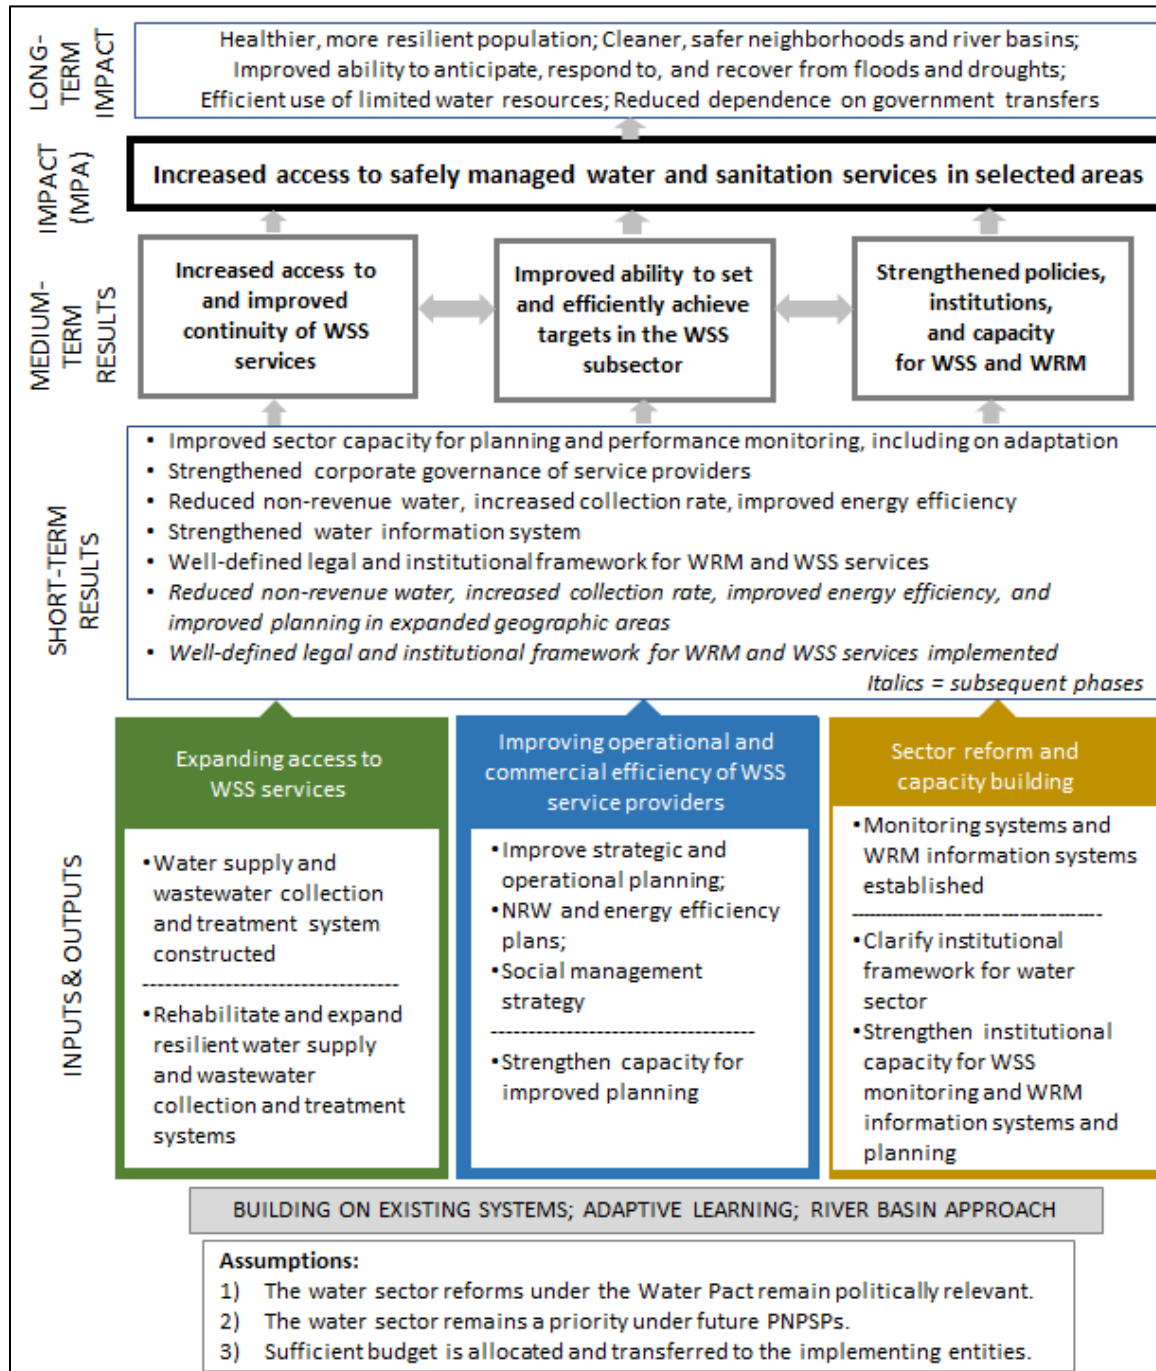 LONG-
TERM
IMPACT
Healthier, more resilient population; Cleaner, safer neighborhoods and river basins;
Improved ability to anticipate, respond to, and recover from floods and droughts;
Efficient use of limited water resources; Reduced dependence on government transfers
IMPACT
(MPA)
Increased access to safely managed water and sanitation services in selected areas
MEDIUM-
TERM
RESULTS
Increased access to
and improved
continuity of WSS
services
Improved ability to set
and efficiently achieve
targets in the WSS
subsector
Strengthened policies,
institutions,
and capacity
for WSS and WRM
SHORT-TERM
RESULTS
• Improved sector capacity for planning and performance monitoring, including on adaptation
• Strengthened corporate governance of service providers
• Reduced non-revenue water, increased collection rate, improved energy efficiency
• Strengthened water information system
• Well-defined legal and institutional framework for WRM and WSS services
• Reduced non-revenue water, increased collection rate, improved energy efficiency, and
improved planning in expanded geographic areas
• Well-defined legal and institutional framework for WRM and WSS services implemented
Italics = subsequent phases
INPUTS & OUTPUTS
Expanding access to
WSS services
• Water supply and
wastewater collection
and treatment system
constructed
• Rehabilitate and expand
resilient water supply
and wastewater
collection and treatment
systems
Improving operational and
commercial efficiency of WSS
service providers
• Improve strategic and
operational planning;
• NRW and energy efficiency
plans;
• Social management
strategy
• Strengthen capacity for
improved planning
Sector reform and
capacity building
• Monitoring systems and
WRM information systems
established
• Clarify institutional
framework for water
sector
• Strengthen institutional
capacity for WSS
monitoring and WRM
information systems and
planning
BUILDING ON EXISTING SYSTEMS; ADAPTIVE LEARNING; RIVER BASIN APPROACH
Assumptions:
1) The water sector reforms under the Water Pact remain politically relevant.
2) The water sector remains a priority under future PNPSPs.
3) Sufficient budget is allocated and transferred to the implementing entities.